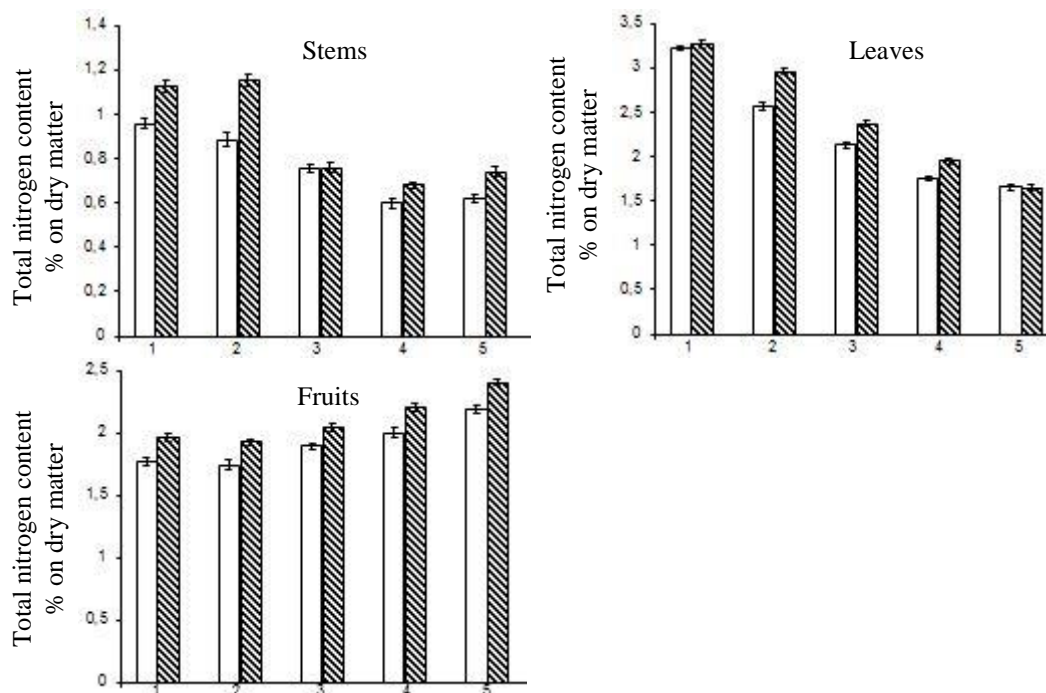 Stems
Total nitrogen content
% on dry matter
1,4
1,2
1
0,8
0,6
0,4
0,2
0
1 2 3 4 5
Leaves
Total nitrogen content
% on dry matter
3,5
3
2,5
2
1,5
1
0,5
0
1 2 3 4 5
Fruits
Total nitrogen content
% on dry matter
2,5
2
1,5
1
0,5
0
1 2 3 4 5